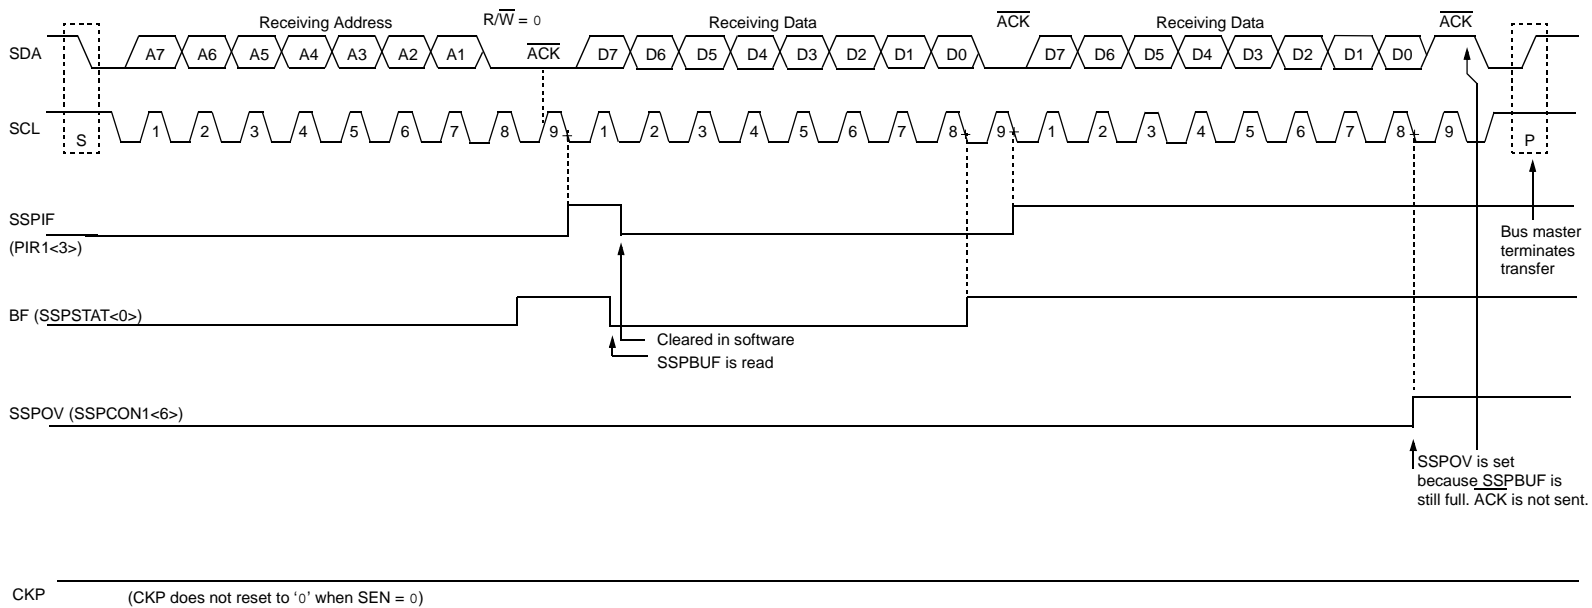 Receiving Address R/W = 0 Receiving Data ACK Receiving Data ACK
SDA A7 A6 A5 A4 A3 A2 A1 ACK D7 D6 D5 D4 D3 D2 D1 D0 D7 D6 D5 D4 D3 D2 D1 D0
SCL S 1 2 3 4 5 6 7 8 9 1 2 3 4 5 6 7 8 9 1 2 3 4 5 6 7 8 9 P
SSPIF
(PIR1<3>)
Bus master
terminates
transfer
BF (SSPSTAT<0>)
Cleared in software
SSPBUF is read
SSPOV (SSPCON1<6>)
SSPOV is set
because SSPBUF is
still full. ACK is not sent.
CKP (CKP does not reset to ‘0’ when SEN = 0)